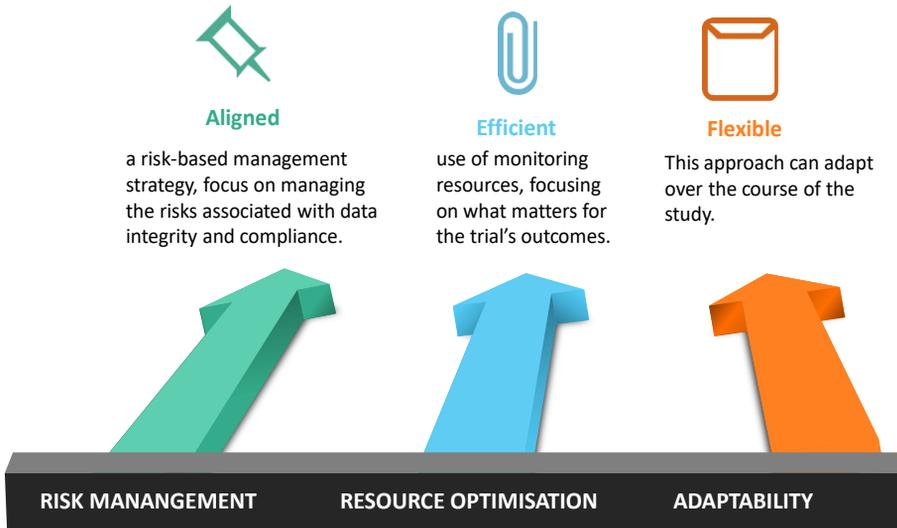 Aligned
a risk-based management
strategy, focus on managing
the risks associated with data
integrity and compliance.
Efficient
use of monitoring
resources, focusing
on what matters for
the trial’s outcomes.
Flexible
This approach can adapt
over the course of the
study.
RISK MANANGEMENT
RESOURCE OPTIMISATION
ADAPTABILITY